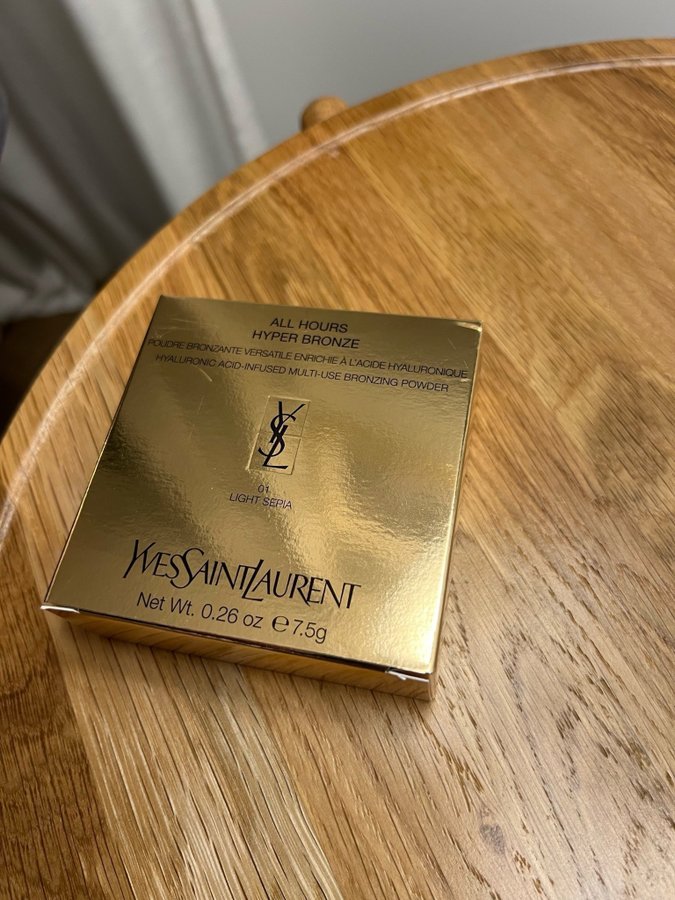 ALL HOURS
HYPER BRONZE
POUDRE BRONZANTE VERSATILE ENRICHIE À L'ACIDE HYALURONIQUE
HYALURONIC ACID-INFUSED MULTI-USE BRONZING POWDER
YSL
01
LIGHT SEPIA
YVESSAINTLAURENT
Net Wt. 0.26 oz ℮7.5g